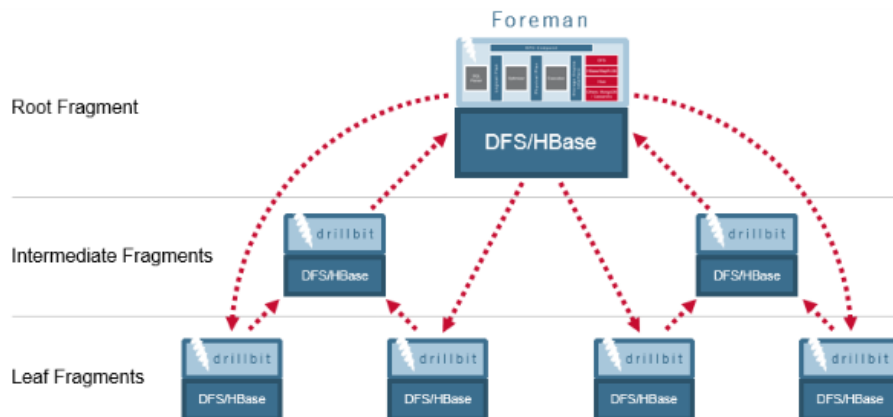 Foreman
Root Fragment
DFS/HBase
drillbit
drillbit
Intermediate Fragments
DFS/HBase
DFS/HBase
drillbit
drillbit
drillbit
drillbit
Leaf Fragments
DFS/HBase
DFS/HBase
DFS/HBase
DFS/HBase